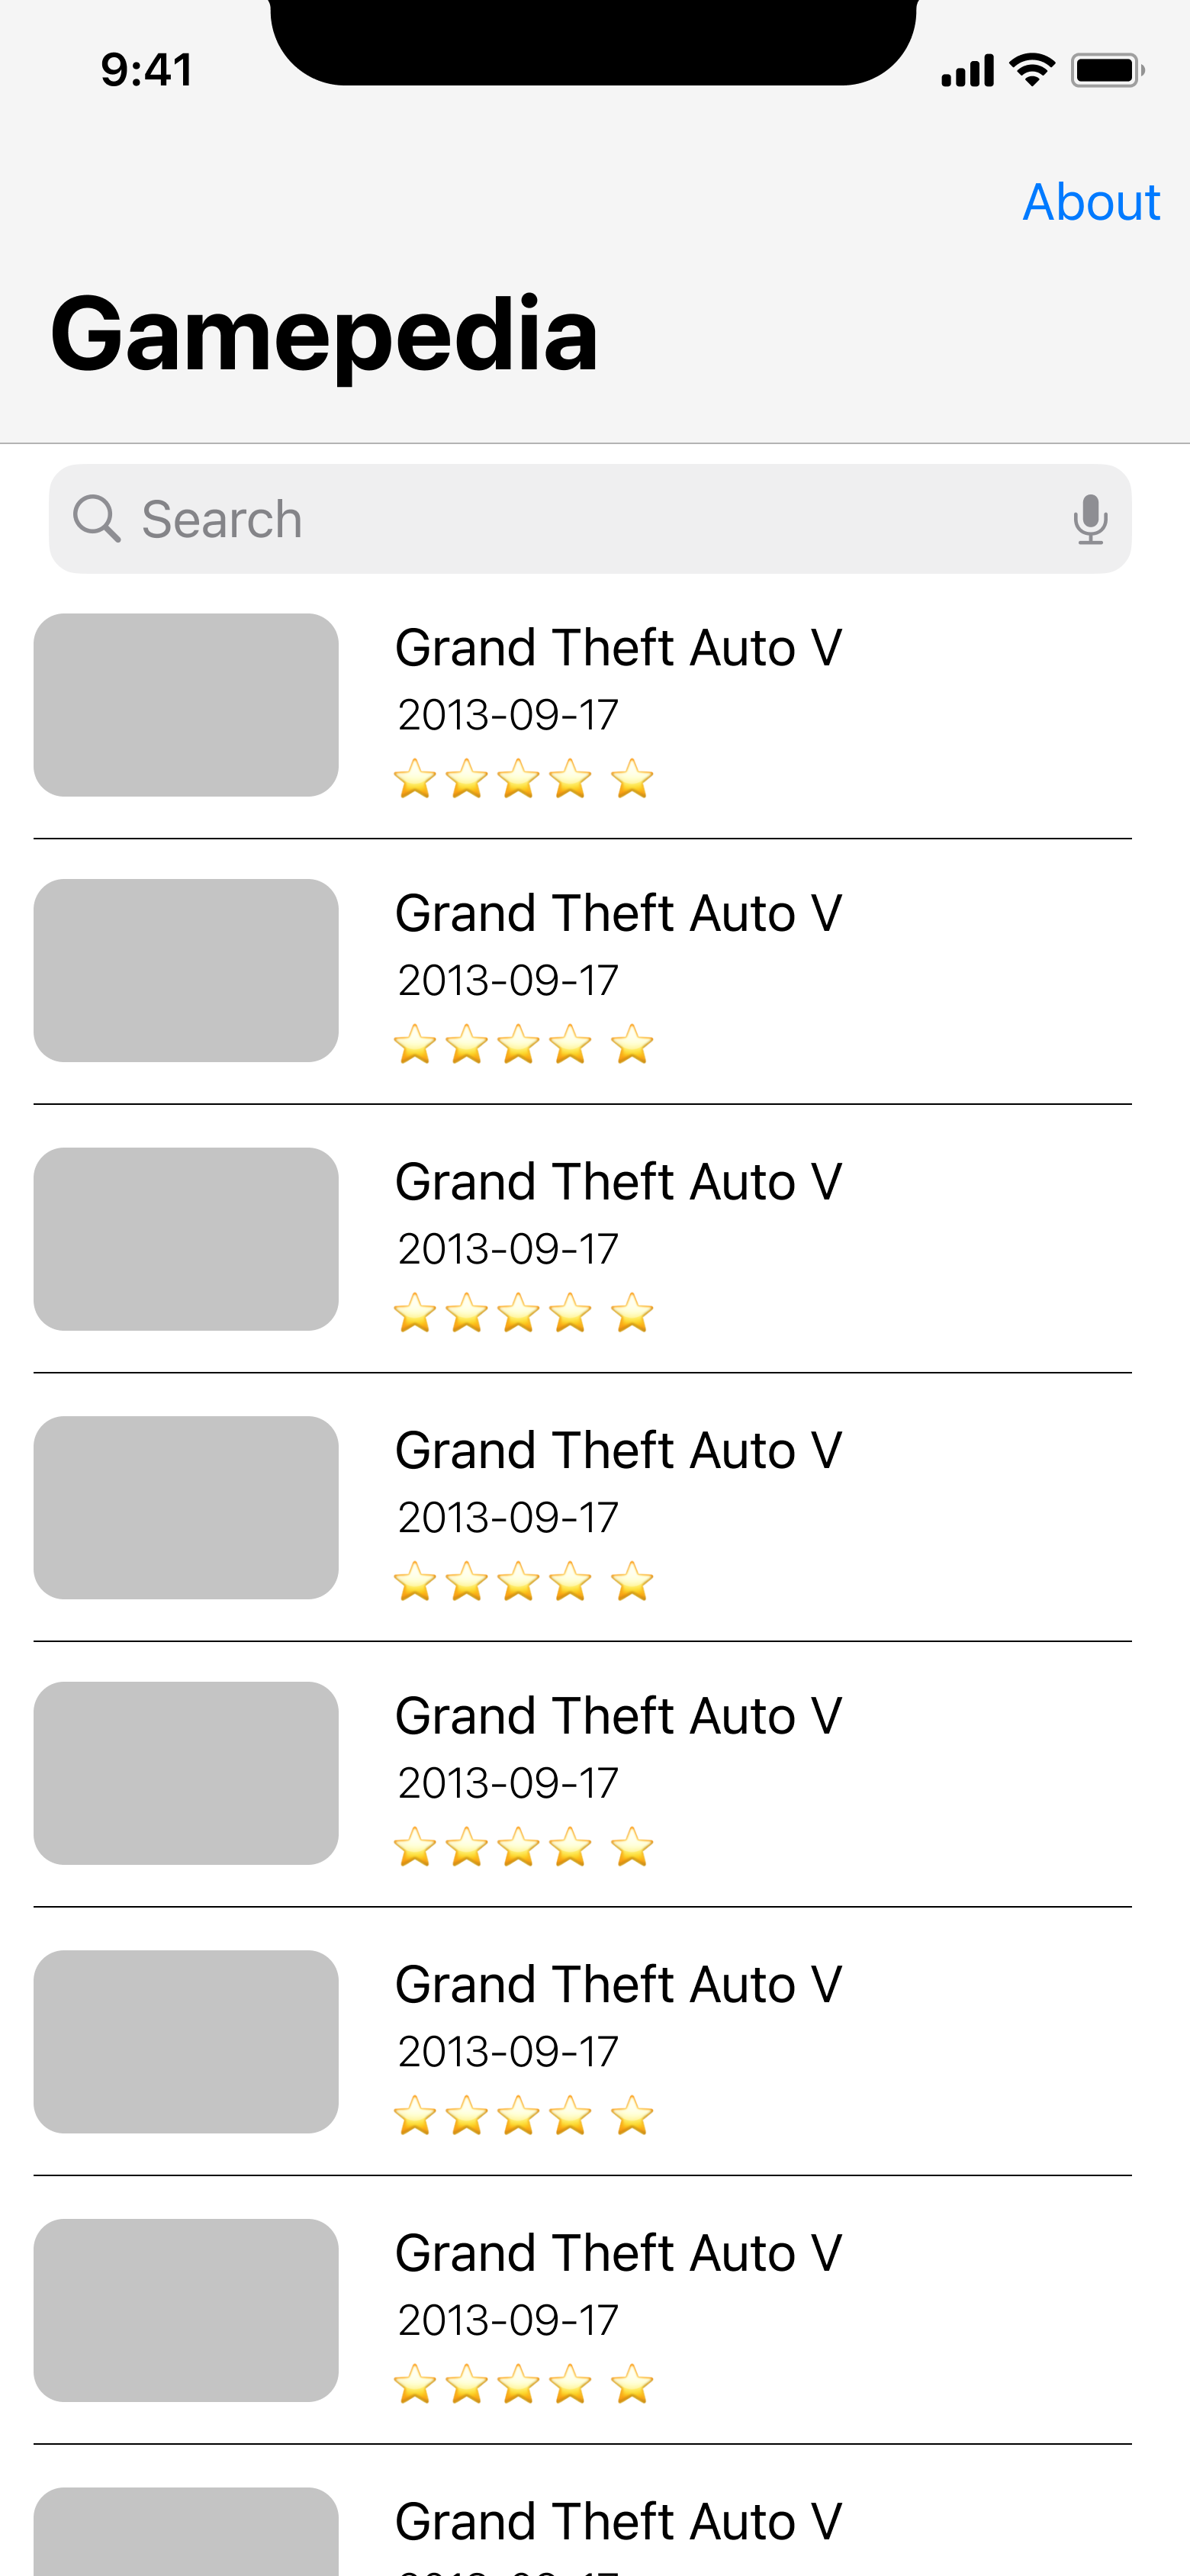 9:41
About
Gamepedia
Search
Grand Theft Auto V
2013-09-17
⭐⭐⭐⭐ ⭐
Grand Theft Auto V
2013-09-17
⭐⭐⭐⭐ ⭐
Grand Theft Auto V
2013-09-17
⭐⭐⭐⭐ ⭐
Grand Theft Auto V
2013-09-17
⭐⭐⭐⭐ ⭐
Grand Theft Auto V
2013-09-17
⭐⭐⭐⭐ ⭐
Grand Theft Auto V
2013-09-17
⭐⭐⭐⭐ ⭐
Grand Theft Auto V
2013-09-17
⭐⭐⭐⭐ ⭐
Grand Theft Auto V